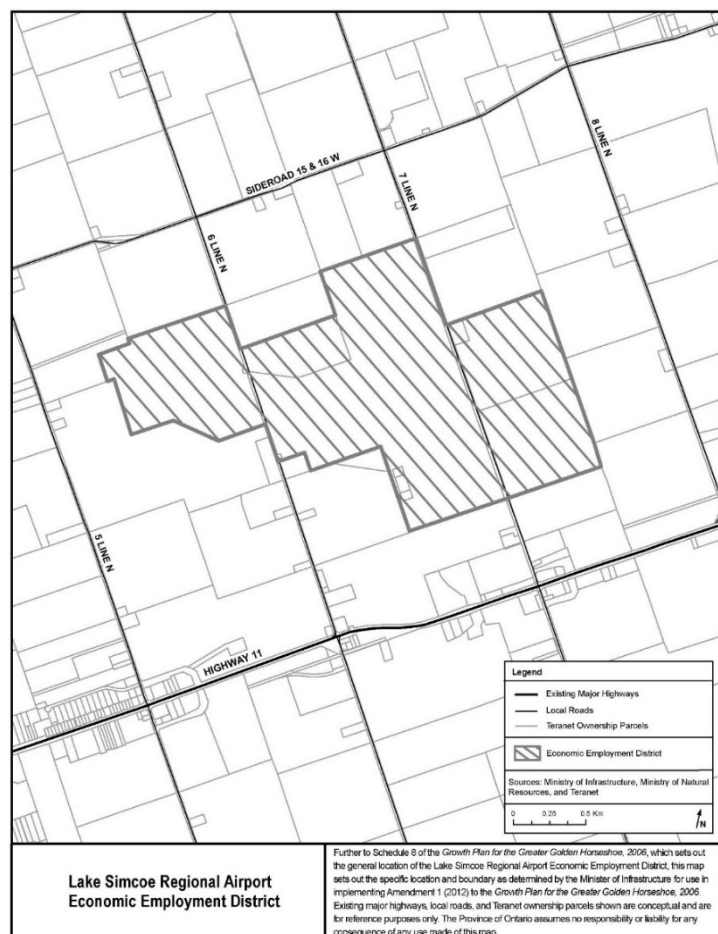 SIDEROAD 15 & 16 W
8 LINE N
7 LINE N
6 LINE N
5 LINE N
HIGHWAY 11
Legend
Existing Major Highways
Local Roads
Teranet Ownership Parcels
Economic Employment District
Sources: Ministry of Infrastructure, Ministry of Natural
Resources, and Teranet
0 0.25 0.5 Km
N
Lake Simcoe Regional Airport
Economic Employment District
Further to Schedule 8 of the Growth Plan for the Greater Golden Horseshoe, 2006, which sets out
the general location of the Lake Simcoe Regional Airport Economic Employment District, this map
sets out the specific location and boundary as determined by the Minister of Infrastructure for use in
implementing Amendment 1 (2012) to the Growth Plan for the Greater Golden Horseshoe, 2006.
Existing major highways, local roads, and Teranet ownership parcels shown are conceptual and are
for reference purposes only. The Province of Ontario assumes no responsibility or liability for any
consequence of any use made of this map.